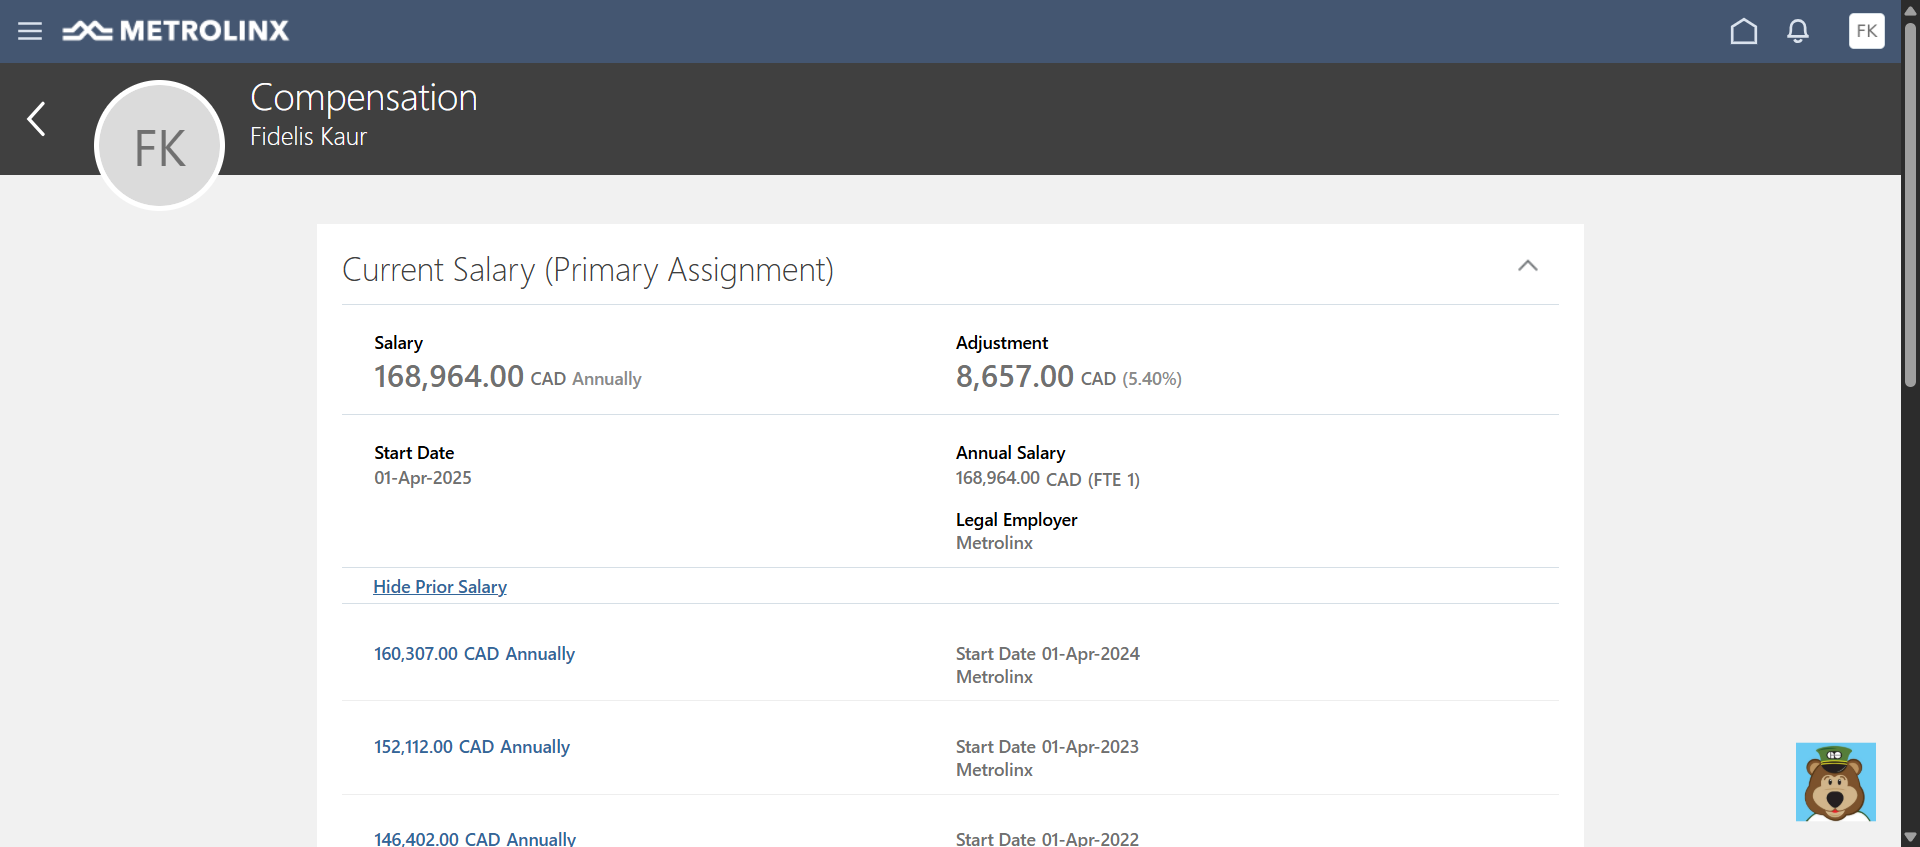 METROLINX
FK
FK
Compensation
Fidelis Kaur
Current Salary (Primary Assignment)
Salary
168,964.00 CAD Annually
Adjustment
8,657.00 CAD (5.40%)
Start Date
01-Apr-2025
Annual Salary
168,964.00 CAD (FTE 1)
Legal Employer
Metrolinx
Hide Prior Salary
160,307.00 CAD Annually
Start Date 01-Apr-2024
Metrolinx
152,112.00 CAD Annually
Start Date 01-Apr-2023
Metrolinx
146,402.00 CAD Annually
Start Date 01-Apr-2022